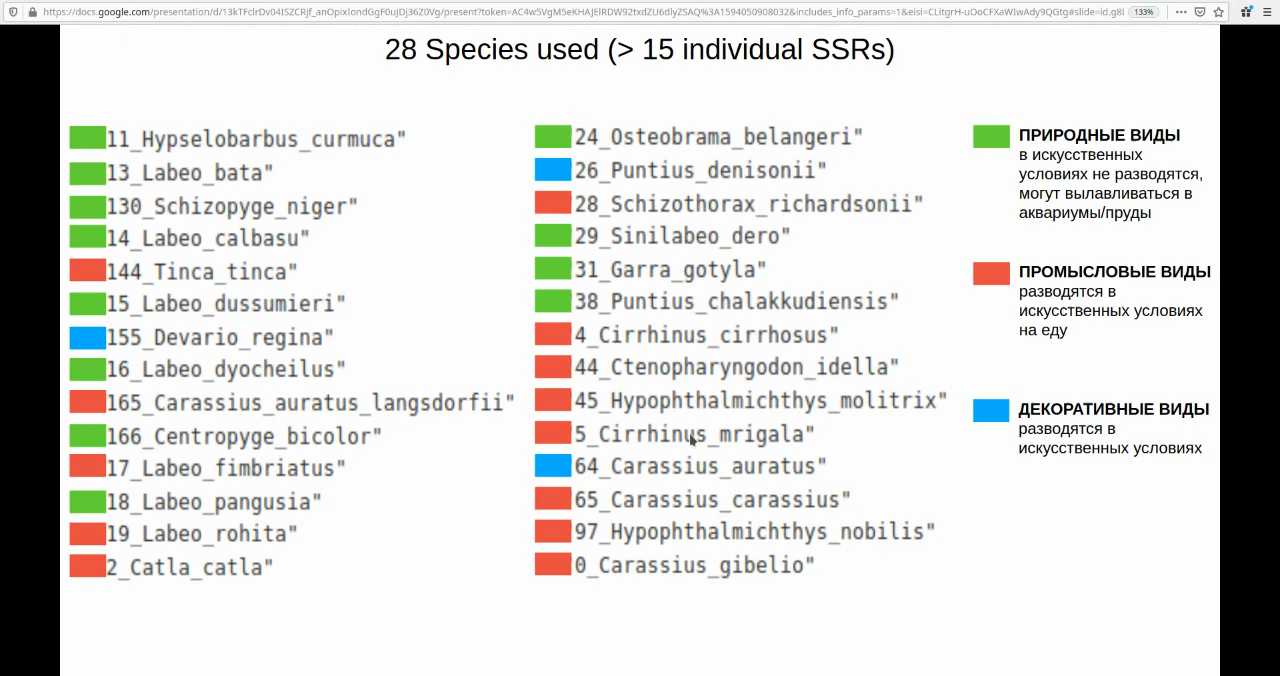 28 Species used (> 15 individual SSRs)
11_Hypselobarbus_curmuca"
13_Labeo_bata"
130_Schizopyge_niger"
14_Labeo_calbasu"
144_Tinca_tinca"
15_Labeo_dussumieri"
155_Devario_regina"
16_Labeo_dyocheilus"
165_Carassius_auratus_langsdorfii"
166_Centropyge_bicolor"
17_Labeo_fimbriatus"
18_Labeo_pangusia"
19_Labeo_rohita"
2_Catla_catla"
24_Osteobrama_belangeri"
26_Puntius_denisonii"
28_Schizothorax_richardsonii"
29_Sinilabeo_dero"
31_Garra_gotyla"
38_Puntius_chalakkudiensis"
4_Cirrhinus_cirrhosus"
44_Ctenopharyngodon_idella"
45_Hypophthalmichthys_molitrix"
5_Cirrhinus_mrigala"
64_Carassius_auratus"
65_Carassius_carassius"
97_Hypophthalmichthys_nobilis"
0_Carassius_gibelio"
ПРИРОДНЫЕ ВИДЫ
в искусственных
условиях не разводятся,
могут вылавливаться в
аквариумы/пруды
ПРОМЫСЛОВЫЕ ВИДЫ
разводятся в
искусственных условиях
на еду
ДЕКОРАТИВНЫЕ ВИДЫ
разводятся в
искусственных условиях
133%